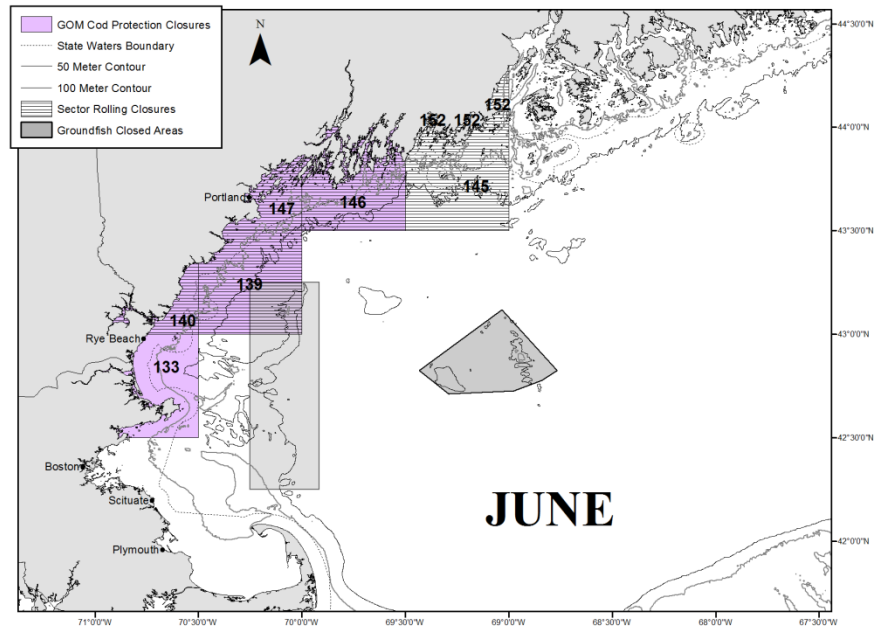 GOM Cod Protection Closures
State Waters Boundary
50 Meter Contour
100 Meter Contour
Sector Rolling Closures
Groundfish Closed Areas
N
44°30'0"N
44°0'0"N
43°30'0"N
43°0'0"N
42°30'0"N
42°0'0"N
152
152 152
145
146
147
Portland
139
140
Rye Beach
133
Boston
Scituate
Plymouth
JUNE
71°0'0"W 70°30'0"W 70°0'0"W 69°30'0"W 69°0'0"W 68°30'0"W 68°0'0"W 67°30'0"W